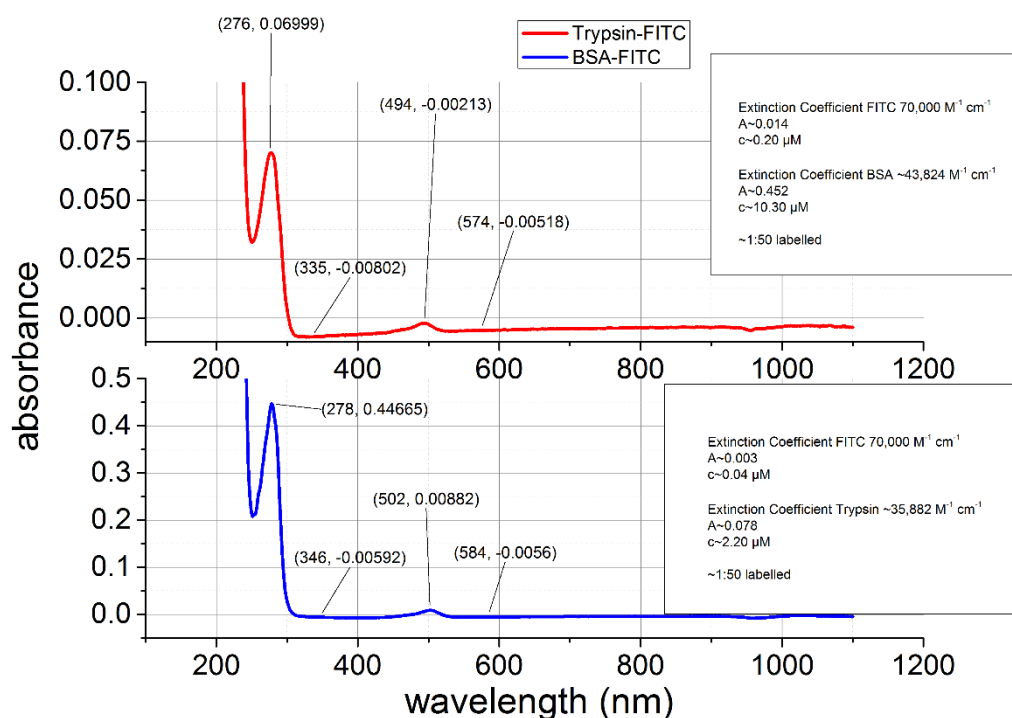 (276, 0.06999)
Trypsin-FITC
BSA-FITC
absorbance
0.100
0.075
0.050
0.025
0.000
(494, -0.00213)
(574, -0.00518)
(335, -0.00802)
Extinction Coefficient FITC 70,000 M⁻¹ cm⁻¹
A~0.014
c~0.20 µM
Extinction Coefficient BSA ~43,824 M⁻¹ cm⁻¹
A~0.452
c~10.30 µM
~1:50 labelled
200 400 600 800 1000 1200
0.5
0.4
0.3
0.2
0.1
0.0
(278, 0.44665)
(502, 0.00882)
(346, -0.00592)
(584, -0.0056)
Extinction Coefficient FITC 70,000 M⁻¹ cm⁻¹
A~0.003
c~0.04 µM
Extinction Coefficient Trypsin ~35,882 M⁻¹ cm⁻¹
A~0.078
c~2.20 µM
~1:50 labelled
200 400 600 800 1000 1200
wavelength (nm)